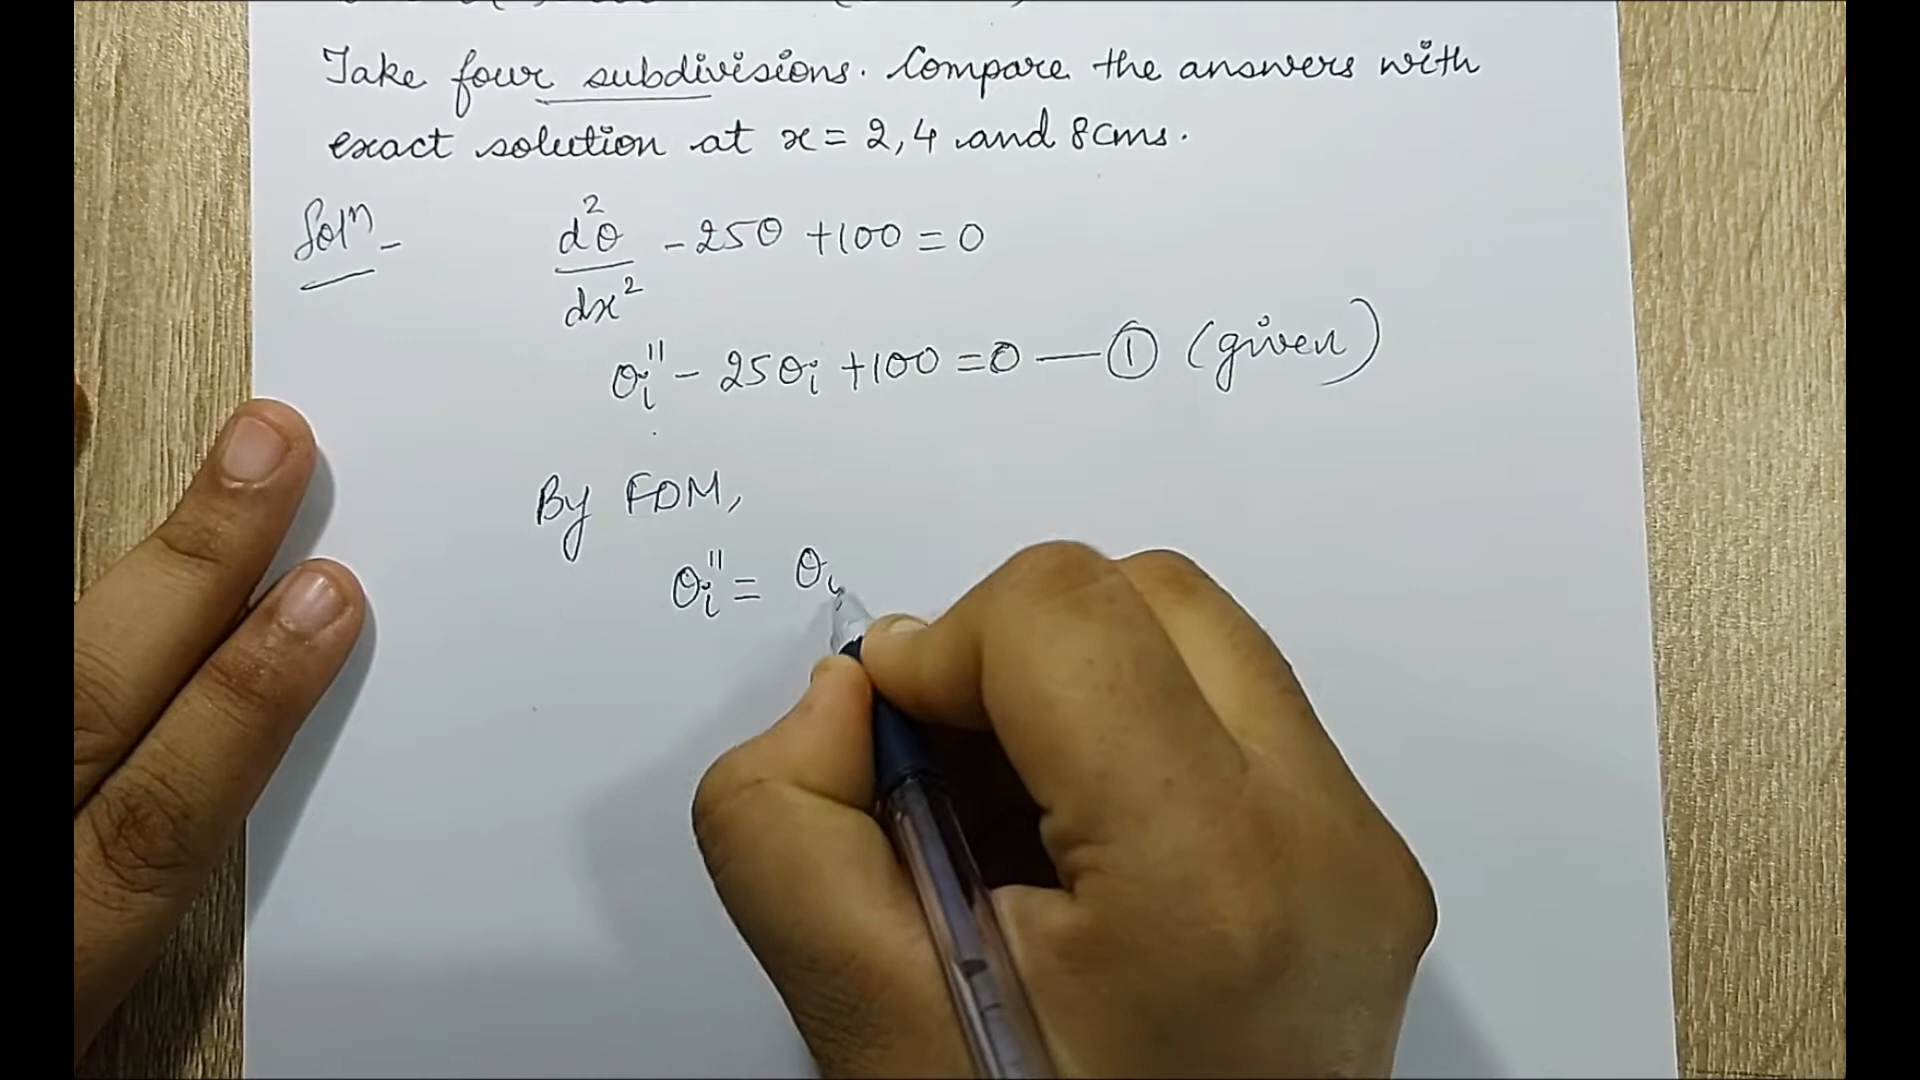 Take four subdivisions. Compare the answers with
exact solution at x = 2, 4 and 8cms.
Solⁿ -
d²θ/dx² - 25θ + 100 = 0
θᵢ'' - 25θᵢ + 100 = 0 — ① (given)
By FDM,
θᵢ'' = θᵢ